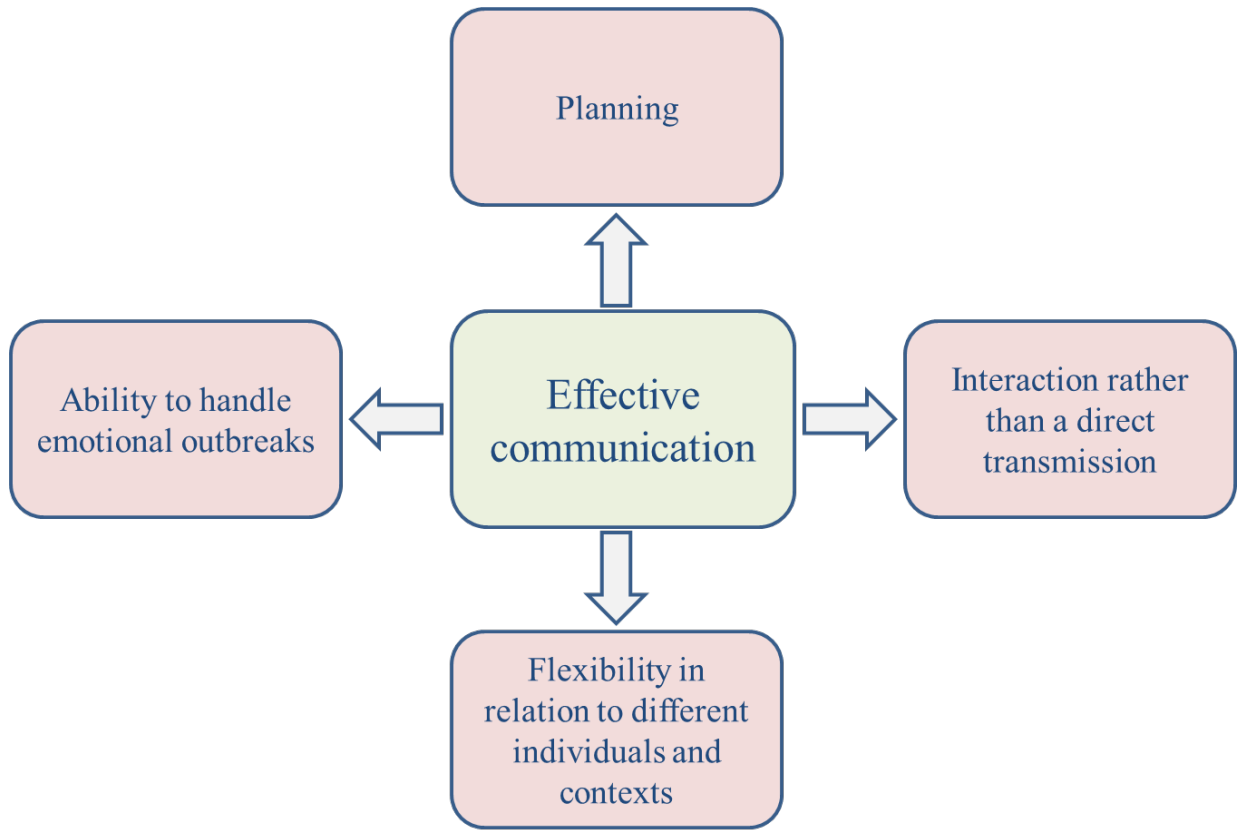 Planning
Ability to handle
emotional outbreaks
Effective
communication
Interaction rather
than a direct
transmission
Flexibility in
relation to different
individuals and
contexts